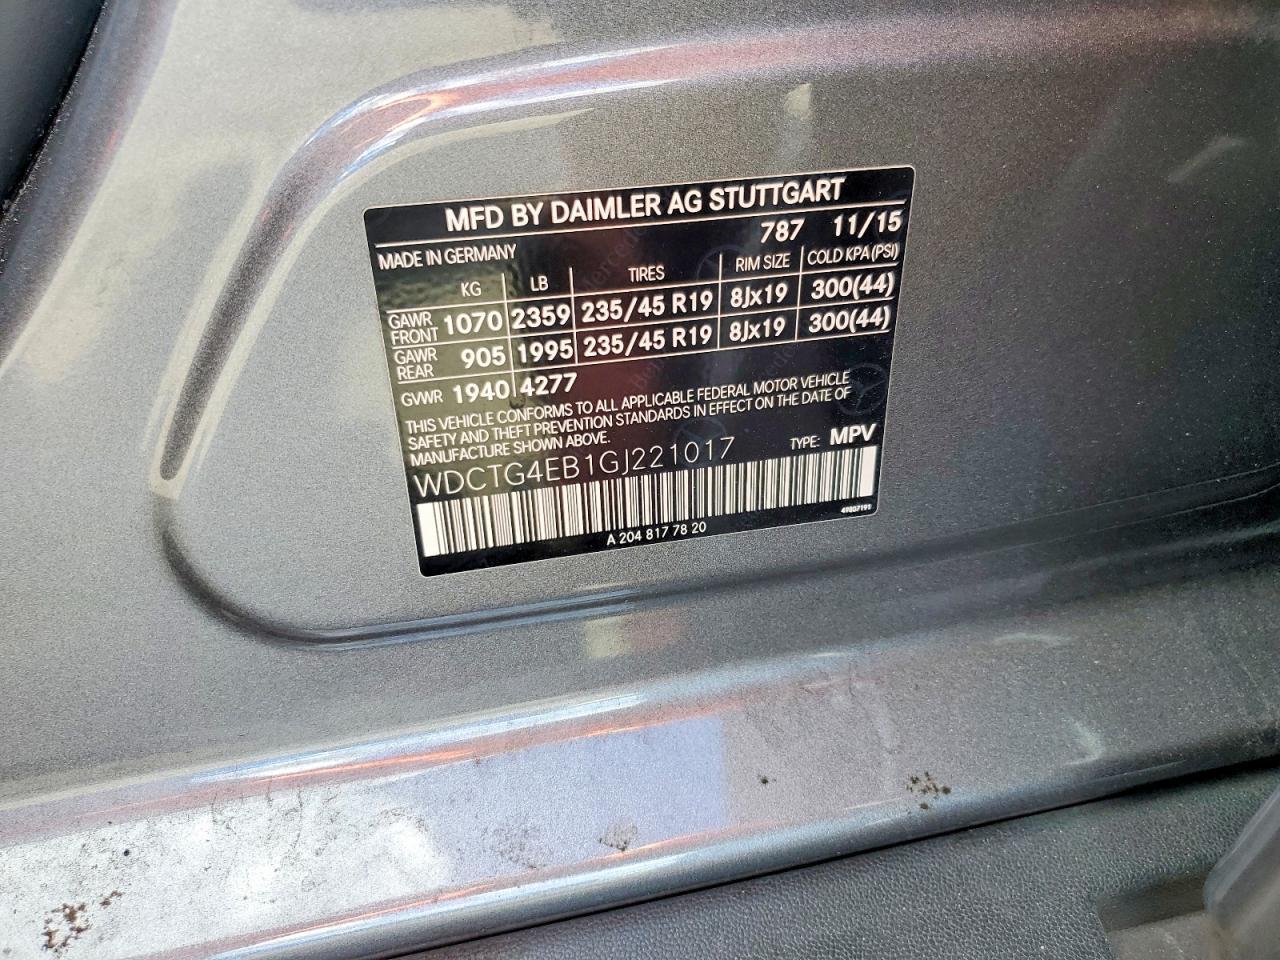 MFD BY DAIMLER AG STUTTGART
787 11/15
MADE IN GERMANY
KG LB TIRES RIM SIZE COLD KPA (PSI)
GAWR FRONT 1070 2359 235/45 R19 8Jx19 300(44)
GAWR REAR 905 1995 235/45 R19 8Jx19 300(44)
GVWR 1940 4277
THIS VEHICLE CONFORMS TO ALL APPLICABLE FEDERAL MOTOR VEHICLE
SAFETY AND THEFT PREVENTION STANDARDS IN EFFECT ON THE DATE OF
MANUFACTURE SHOWN ABOVE.
TYPE: MPV
WDCTG4EB1GJ221017
A 204 817 78 20